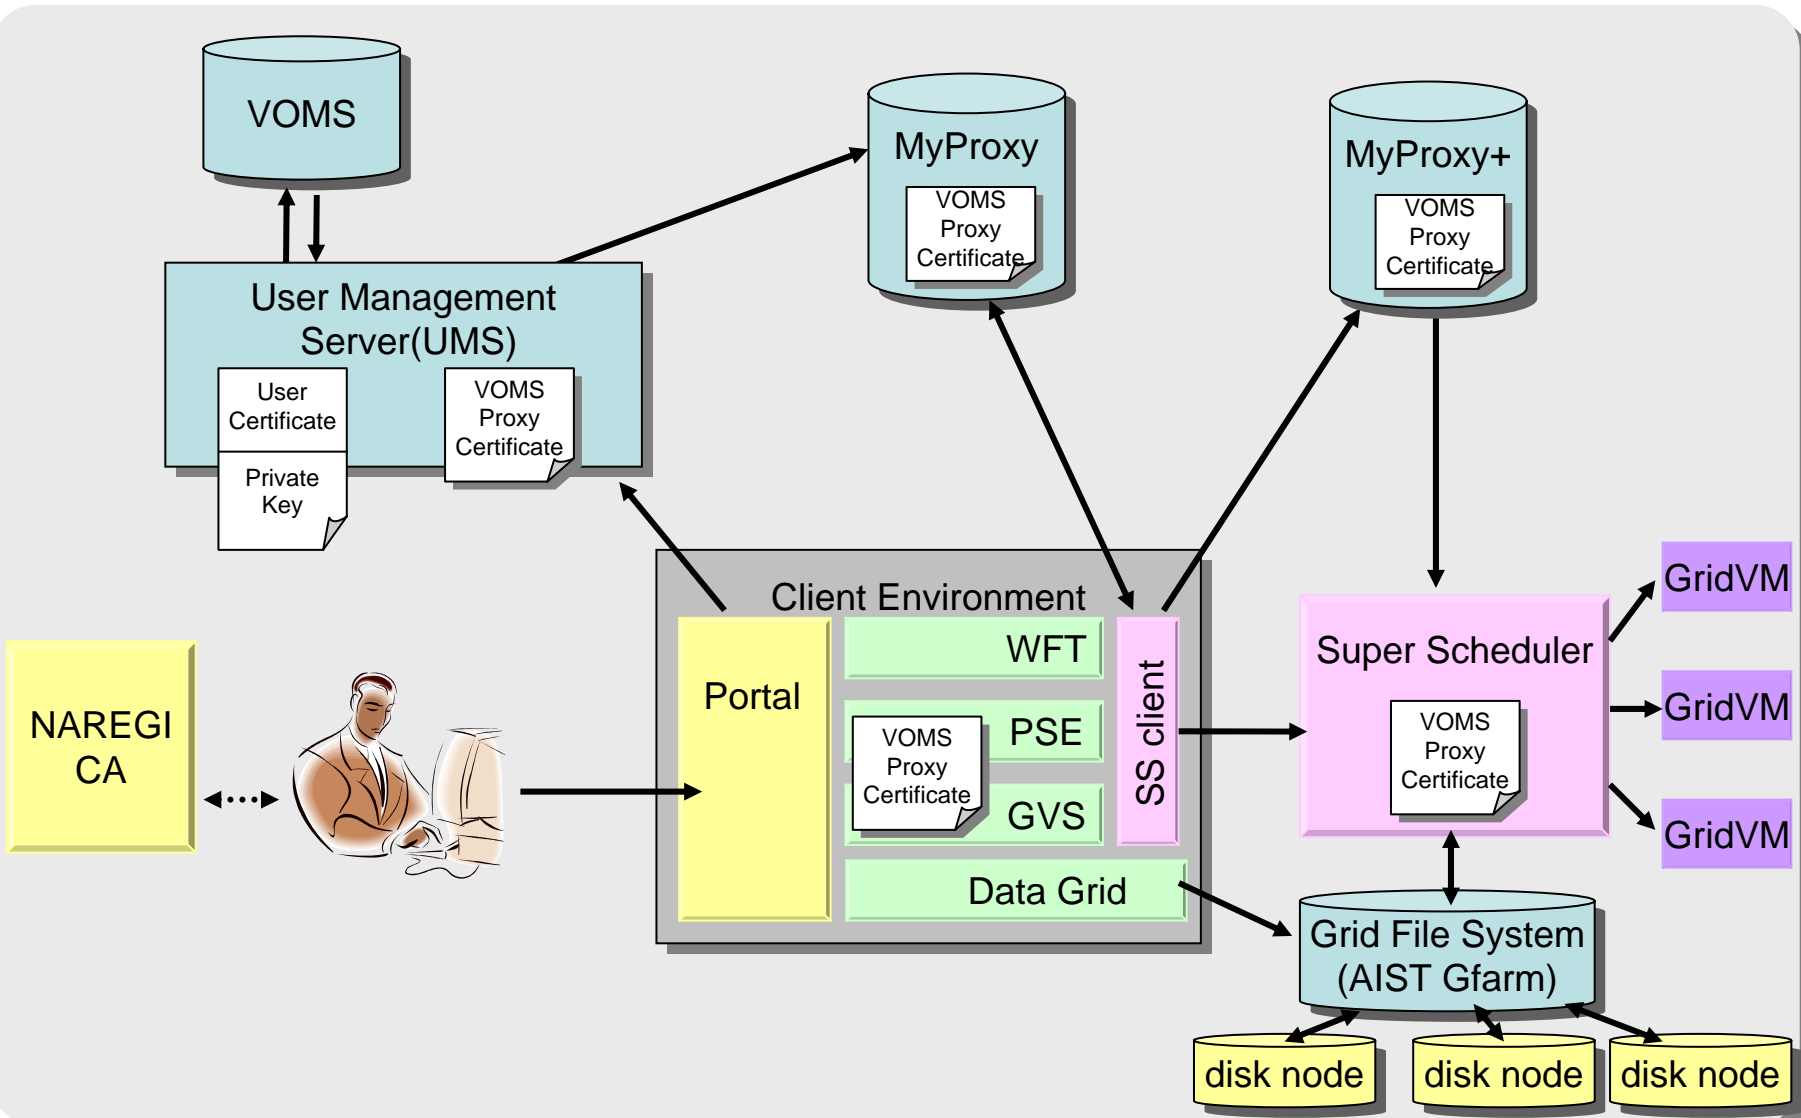 VOMS
MyProxy
VOMS
Proxy
Certificate
MyProxy+
VOMS
Proxy
Certificate
User Management
Server(UMS)
User
Certificate
Private
Key
VOMS
Proxy
Certificate
Client Environment
Portal
WFT
PSE
GVS
VOMS
Proxy
Certificate
Data Grid
SS client
NAREGI
CA
Super Scheduler
VOMS
Proxy
Certificate
GridVM
GridVM
GridVM
Grid File System
(AIST Gfarm)
disk node
disk node
disk node